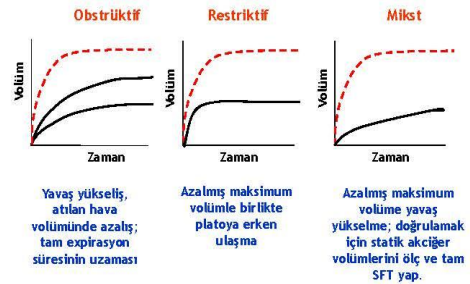 Obstrüktif
Restriktif
Mikst
Volüm
Zaman
Volüm
Zaman
Volüm
Zaman
Yavaş yükseliş,
atılan hava
volümünde azalış;
tam expirasyon
süresinin uzaması
Azalmış maksimum
volümle birlikte
platoya erken
ulaşma
Azalmış maksimum
volüme yavaş
yükselme; doğrulamak
için statik akciğer
volümlerini ölç ve tam
SFT yap.